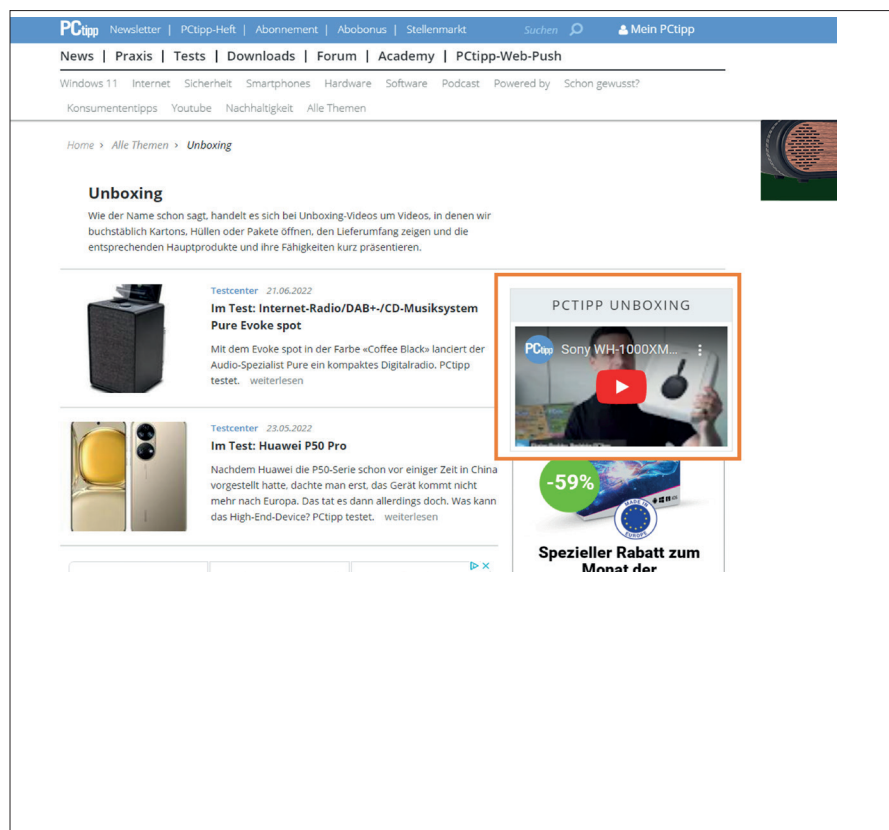 PCtipp Newsletter | PCtipp-Heft | Abonnement | Abobonus | Stellenmarkt Suchen Mein PCtipp
News | Praxis | Tests | Downloads | Forum | Academy | PCtipp-Web-Push
Windows 11 Internet Sicherheit Smartphones Hardware Software Podcast Powered by Schon gewusst?
Konsumententipps Youtube Nachhaltigkeit Alle Themen
Home › Alle Themen › Unboxing
Unboxing
Wie der Name schon sagt, handelt es sich bei Unboxing-Videos um Videos, in denen wir
buchstäblich Kartons, Hüllen oder Pakete öffnen, den Lieferumfang zeigen und die
entsprechenden Hauptprodukte und ihre Fähigkeiten kurz präsentieren.
Testcenter 21.06.2022
Im Test: Internet-Radio/DAB+-/CD-Musiksystem
Pure Evoke spot
Mit dem Evoke spot in der Farbe «Coffee Black» lanciert der
Audio-Spezialist Pure ein kompaktes Digitalradio. PCtipp
testet. weiterlesen
Testcenter 23.05.2022
Im Test: Huawei P50 Pro
Nachdem Huawei die P50-Serie schon vor einiger Zeit in China
vorgestellt hatte, dachte man erst, das Gerät kommt nicht
mehr nach Europa. Das tat es dann allerdings doch. Was kann
das High-End-Device? PCtipp testet. weiterlesen
PCTIPP UNBOXING
PCtipp Sony WH-1000XM...
-59%
MADE IN
EUROPE
Spezieller Rabatt zum
Monat der